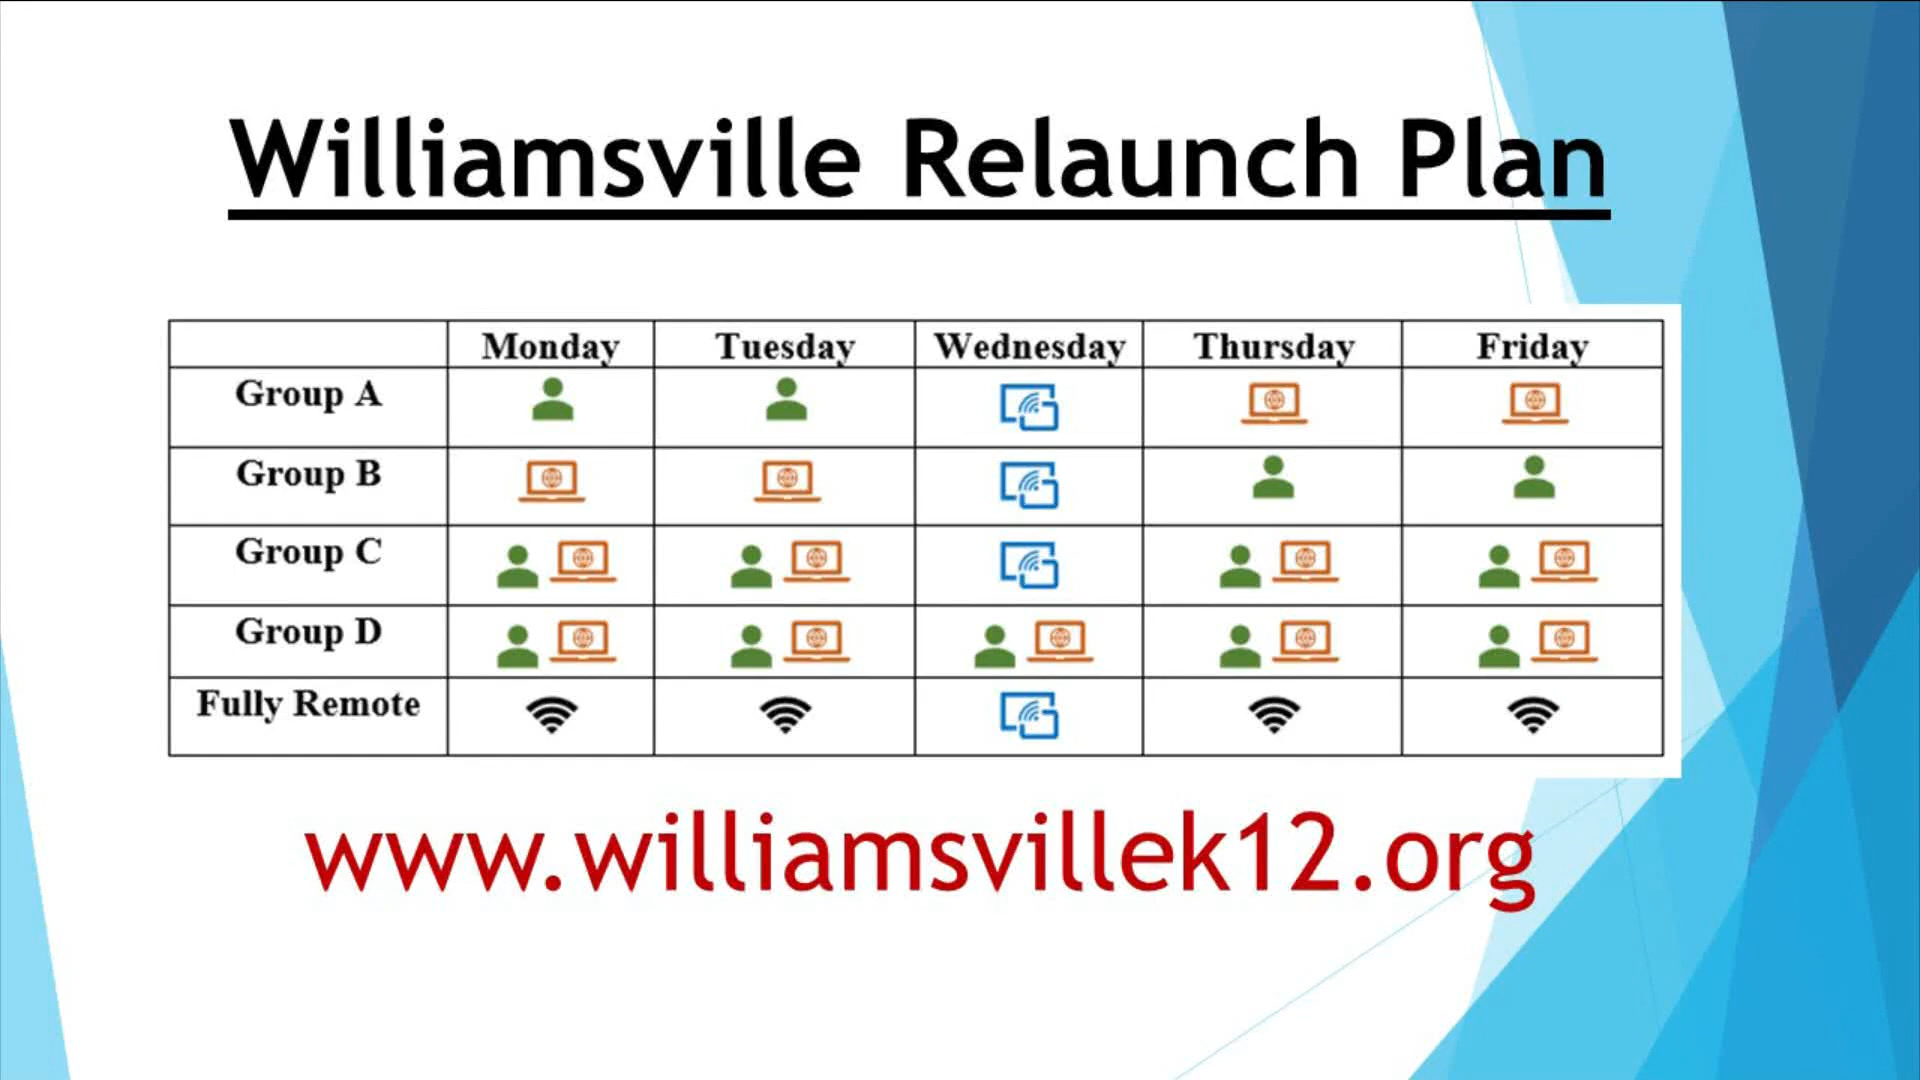 Williamsville Relaunch Plan
Monday Tuesday Wednesday Thursday Friday
Group A
Group B
Group C
Group D
Fully Remote
www.williamsvillek12.org